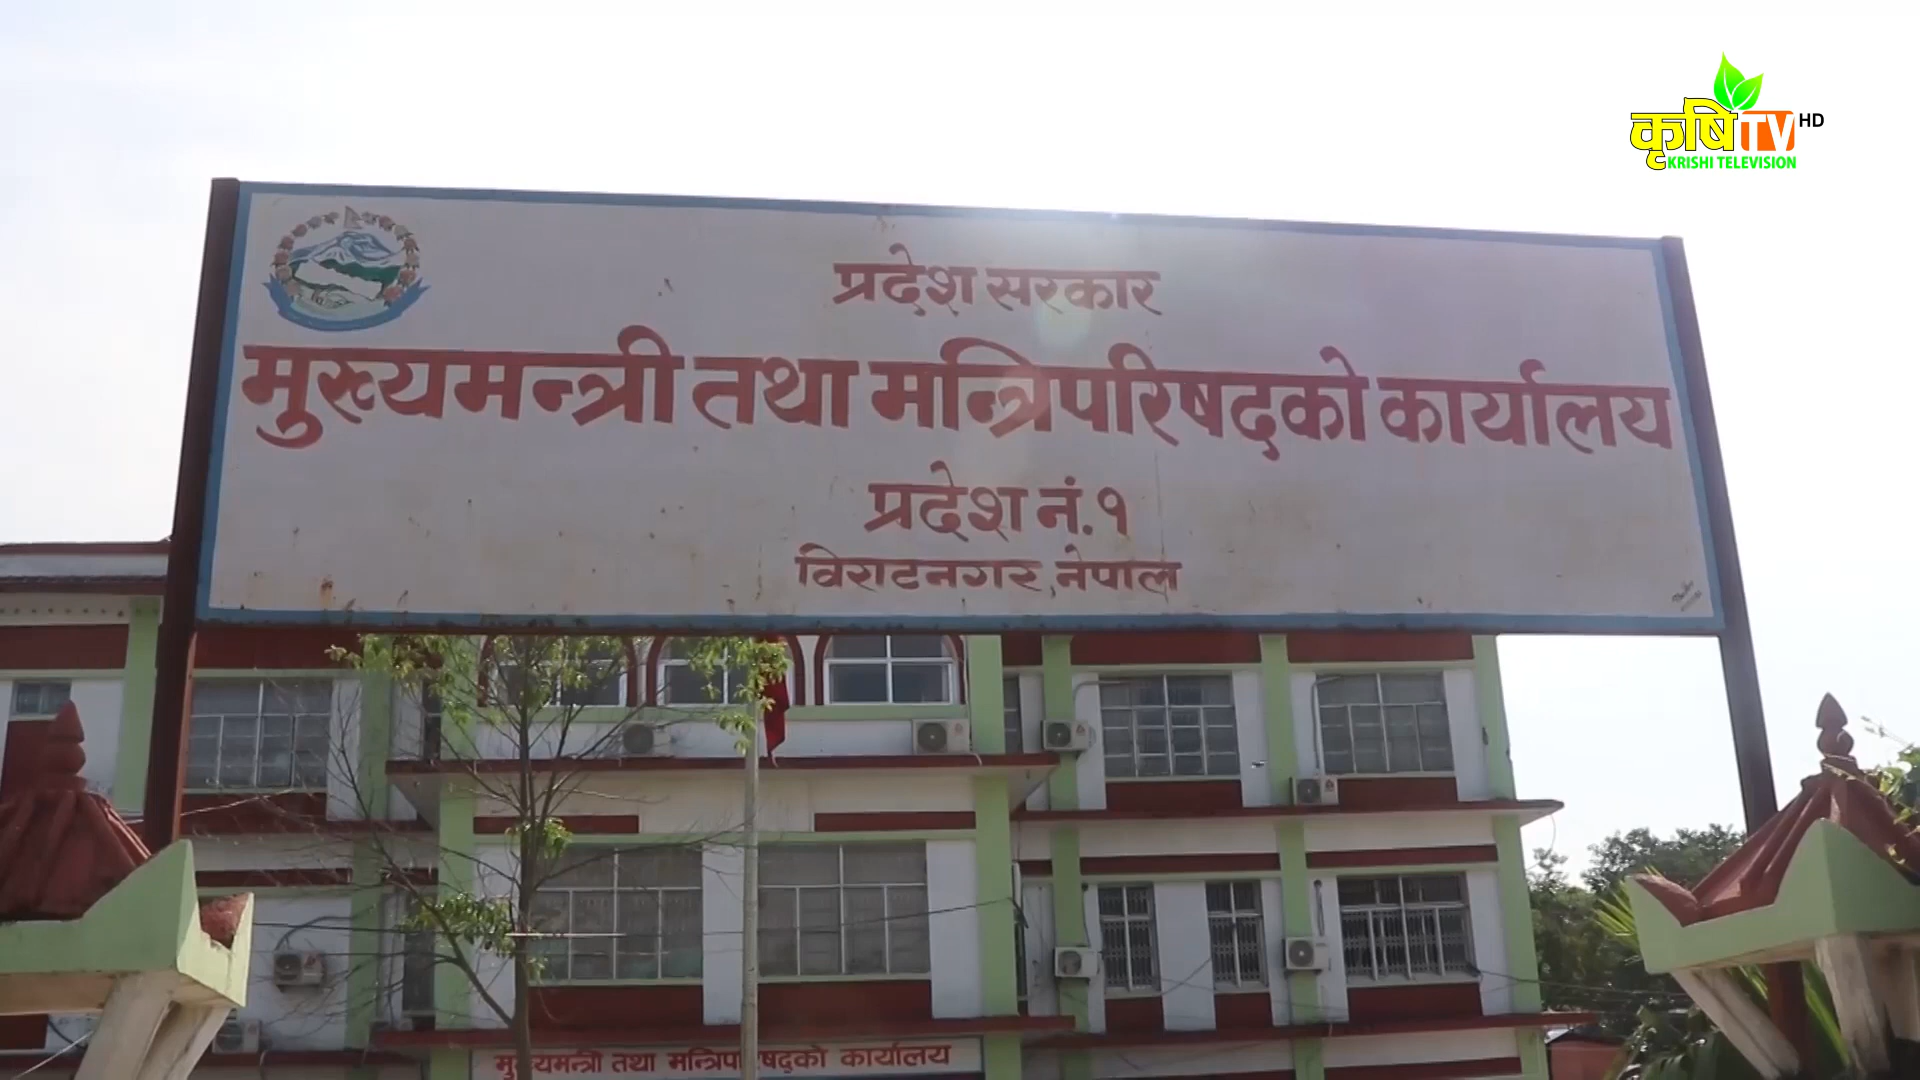 कृषि TV HD
KRISHI TELEVISION
प्रदेश सरकार
मुख्यमन्त्री तथा मन्त्रिपरिषद्को कार्यालय
प्रदेश नं. १
विराटनगर, नेपाल
मुख्यमन्त्री तथा मन्त्रिपरिषद्को कार्यालय